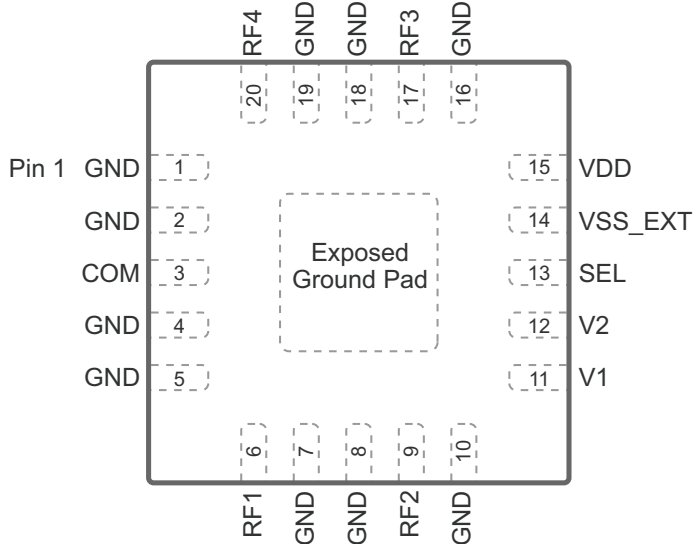 RF4
GND
GND
RF3
GND
20
19
18
17
16
Pin 1 GND 1
15 VDD
GND 2
14 VSS_EXT
Exposed
Ground Pad
COM 3
13 SEL
GND 4
12 V2
GND 5
11 V1
6
7
8
9
10
RF1
GND
GND
RF2
GND